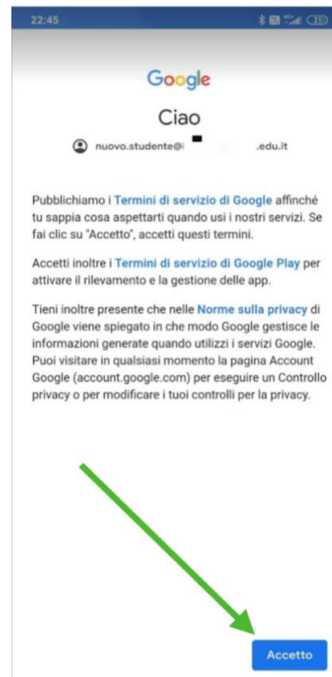 22:45
Google
Ciao
nuovo.studente@i .edu.it
Pubblichiamo i Termini di servizio di Google affinché
tu sappia cosa aspettarti quando usi i nostri servizi. Se
fai clic su "Accetto", accetti questi termini.
Accetti inoltre i Termini di servizio di Google Play per
attivare il rilevamento e la gestione delle app.
Tieni inoltre presente che nelle Norme sulla privacy di
Google viene spiegato in che modo Google gestisce le
informazioni generate quando utilizzi i servizi Google.
Puoi visitare in qualsiasi momento la pagina Account
Google (account.google.com) per eseguire un Controllo
privacy o per modificare i tuoi controlli per la privacy.
Accetto